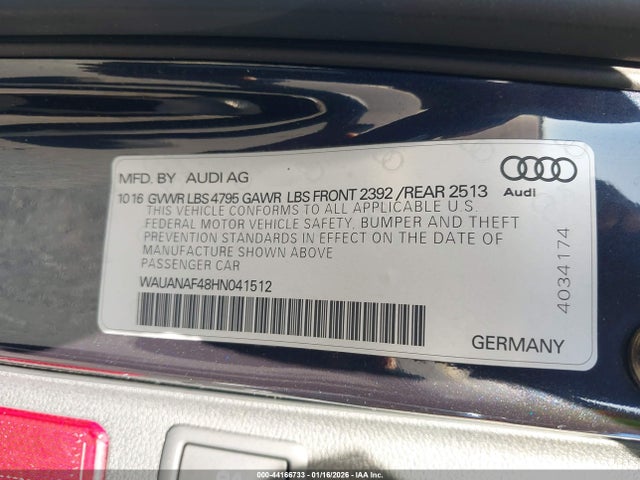 MFD. BY AUDI AG
10 16 GVWR LBS 4795 GAWR LBS FRONT 2392 /REAR 2513
THIS VEHICLE CONFORMS TO ALL APPLICABLE U.S.
FEDERAL MOTOR VEHICLE SAFETY, BUMPER AND THEFT
PREVENTION STANDARDS IN EFFECT ON THE DATE OF
MANUFACTURE SHOWN ABOVE
PASSENGER CAR
WAUANAF48HN041512
Audi
4034174
GERMANY
000-44166733 - 01/16/2026 - IAA Inc.